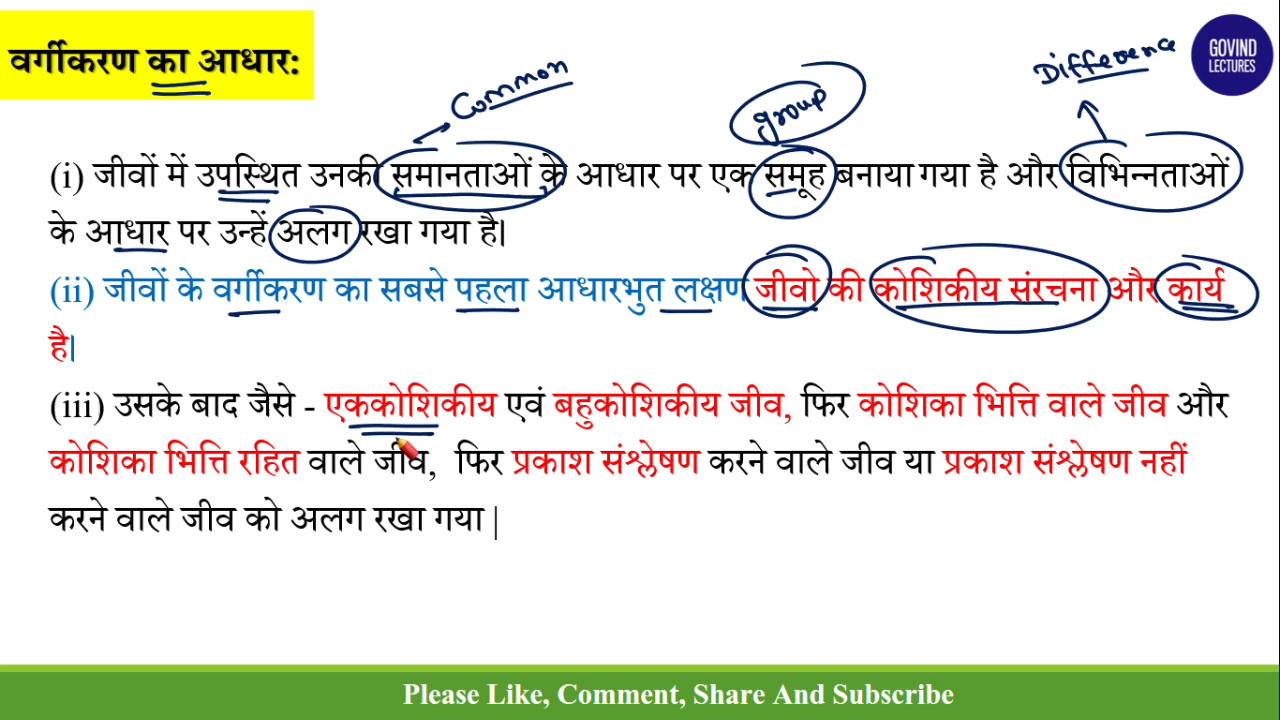 वर्गीकरण का आधार:
GOVIND
LECTURES
Common
group
Difference
(i) जीवों में उपस्थित उनकी समानताओं के आधार पर एक समूह बनाया गया है और विभिन्नताओं
के आधार पर उन्हें अलग रखा गया है।
(ii) जीवों के वर्गीकरण का सबसे पहला आधारभुत लक्षण जीवो की कोशिकीय संरचना और कार्य
है।
(iii) उसके बाद जैसे - एककोशिकीय एवं बहुकोशिकीय जीव, फिर कोशिका भित्ति वाले जीव और
कोशिका भित्ति रहित वाले जीव, फिर प्रकाश संश्लेषण करने वाले जीव या प्रकाश संश्लेषण नहीं
करने वाले जीव को अलग रखा गया |
Please Like, Comment, Share And Subscribe